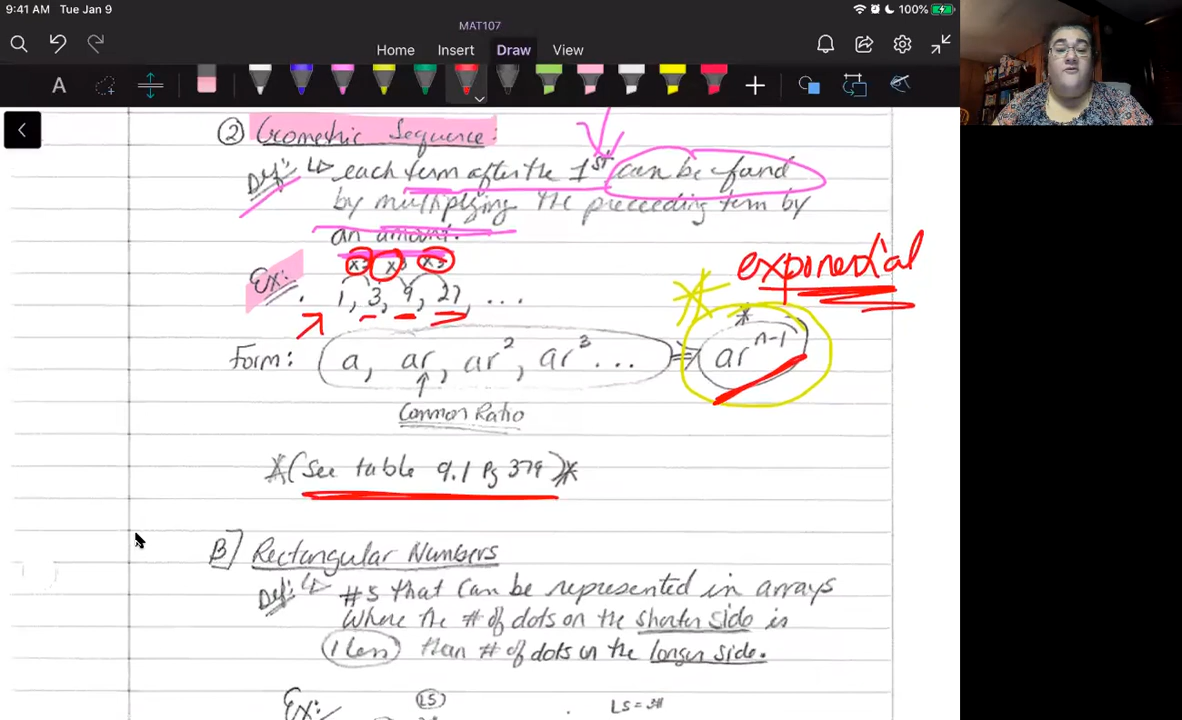 9:41 AM Tue Jan 9
100%
MAT107
Home Insert Draw View
A
② Geometric Sequence:
Def: ↳ each term after the 1st can be found
by multiplying the preceeding term by
an amount.
x3 x3 x3
Ex: 1, 3, 9, 27, ...
exponential
Form: a, ar, ar², ar³ ... ⇒ ar^{n-1}
Common Ratio
*(See table 9.1 Pg 379)*
B] Rectangular Numbers
Def: ↳ #s that can be represented in arrays
where the # of dots on the shorter side is
1 less than # of dots on the longer side.
Ex: (LS)